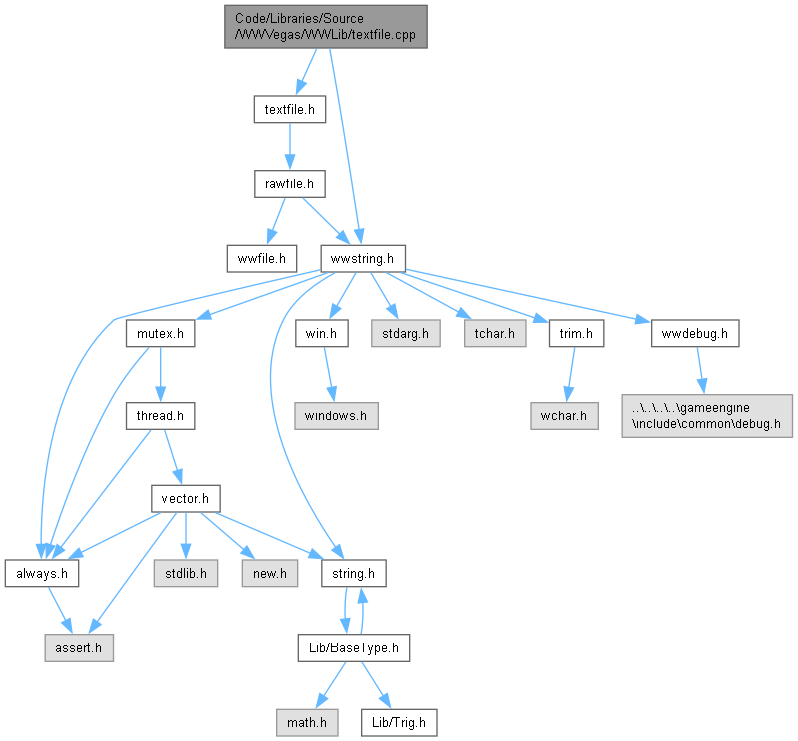 Code/Libraries/Source
/WWVegas/WWLib/textfile.cpp
textfile.h
rawfile.h
wwfile.h
wwstring.h
mutex.h
win.h
stdarg.h
tchar.h
trim.h
wwdebug.h
thread.h
windows.h
wchar.h
..\..\..\..\gameengine
\include\common\debug.h
vector.h
always.h
stdlib.h
new.h
string.h
assert.h
Lib/BaseType.h
math.h
Lib/Trig.h